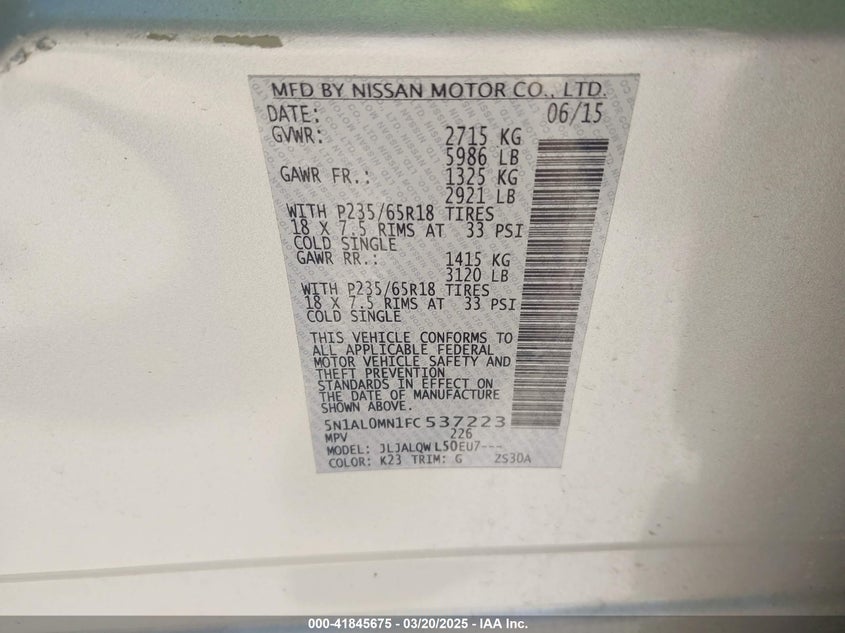 MFD BY NISSAN MOTOR CO., LTD.
DATE: 06/15
GVWR: 2715 KG
5986 LB
GAWR FR.: 1325 KG
2921 LB
WITH P235/65R18 TIRES
18 X 7.5 RIMS AT 33 PSI
COLD SINGLE
GAWR RR.: 1415 KG
3120 LB
WITH P235/65R18 TIRES
18 X 7.5 RIMS AT 33 PSI
COLD SINGLE
THIS VEHICLE CONFORMS TO
ALL APPLICABLE FEDERAL
MOTOR VEHICLE SAFETY AND
THEFT PREVENTION
STANDARDS IN EFFECT ON
THE DATE OF MANUFACTURE
SHOWN ABOVE.
5N1AL0MN1FC 537223
MPV 226
MODEL: JLJALQW L50EU7---
COLOR: K23 TRIM: G ZS30A
000-41845675 - 03/20/2025 - IAA Inc.